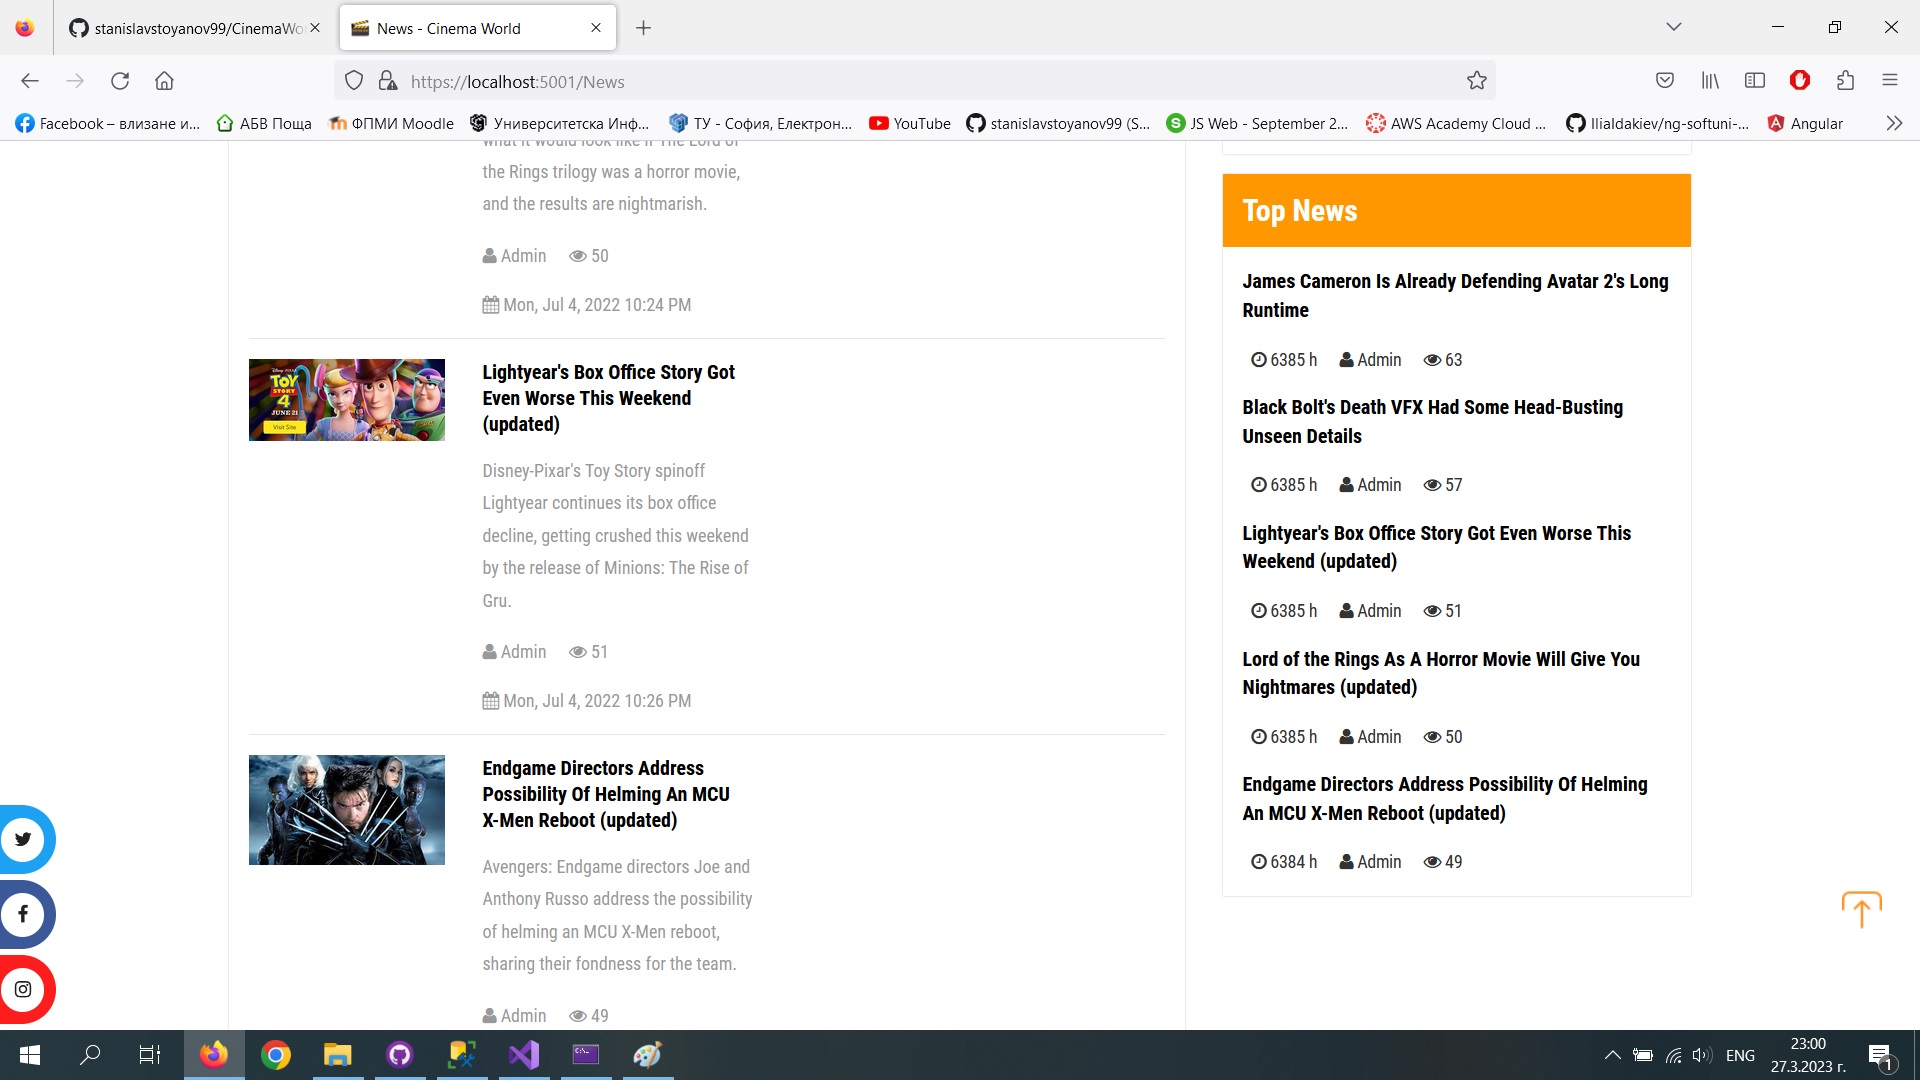 stanislavstoyanov99/CinemaWo
News - Cinema World
https://localhost:5001/News
Facebook – влизане и...
АБВ Поща
ФПМИ Moodle
Университетска Инф...
ТУ - София, Електрон...
YouTube
stanislavstoyanov99 (S...
JS Web - September 2...
AWS Academy Cloud ...
IliaIdakiev/ng-softuni-...
Angular
what it would look like if The Lord of
the Rings trilogy was a horror movie,
and the results are nightmarish.
Admin 50
Mon, Jul 4, 2022 10:24 PM
TOY
STORY
4
JUNE 21
Visit Site
Lightyear's Box Office Story Got
Even Worse This Weekend
(updated)
Disney-Pixar's Toy Story spinoff
Lightyear continues its box office
decline, getting crushed this weekend
by the release of Minions: The Rise of
Gru.
Admin 51
Mon, Jul 4, 2022 10:26 PM
Endgame Directors Address
Possibility Of Helming An MCU
X-Men Reboot (updated)
Avengers: Endgame directors Joe and
Anthony Russo address the possibility
of helming an MCU X-Men reboot,
sharing their fondness for the team.
Admin 49
Top News
James Cameron Is Already Defending Avatar 2's Long
Runtime
6385 h Admin 63
Black Bolt's Death VFX Had Some Head-Busting
Unseen Details
6385 h Admin 57
Lightyear's Box Office Story Got Even Worse This
Weekend (updated)
6385 h Admin 51
Lord of the Rings As A Horror Movie Will Give You
Nightmares (updated)
6385 h Admin 50
Endgame Directors Address Possibility Of Helming
An MCU X-Men Reboot (updated)
6384 h Admin 49
ENG
23:00
27.3.2023 г.
1